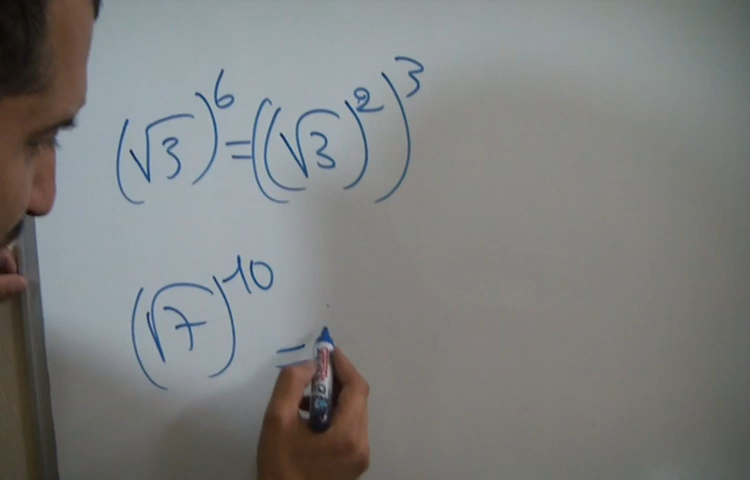 (√3)⁶ = ((√3)²)³
(√7)¹⁰ =